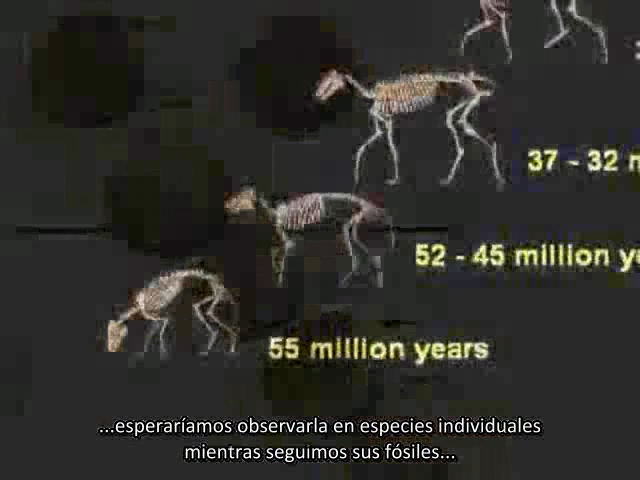 37 - 32
52 - 45 million
55 million years
...esperaríamos observarla en especies individuales
mientras seguimos sus fósiles...